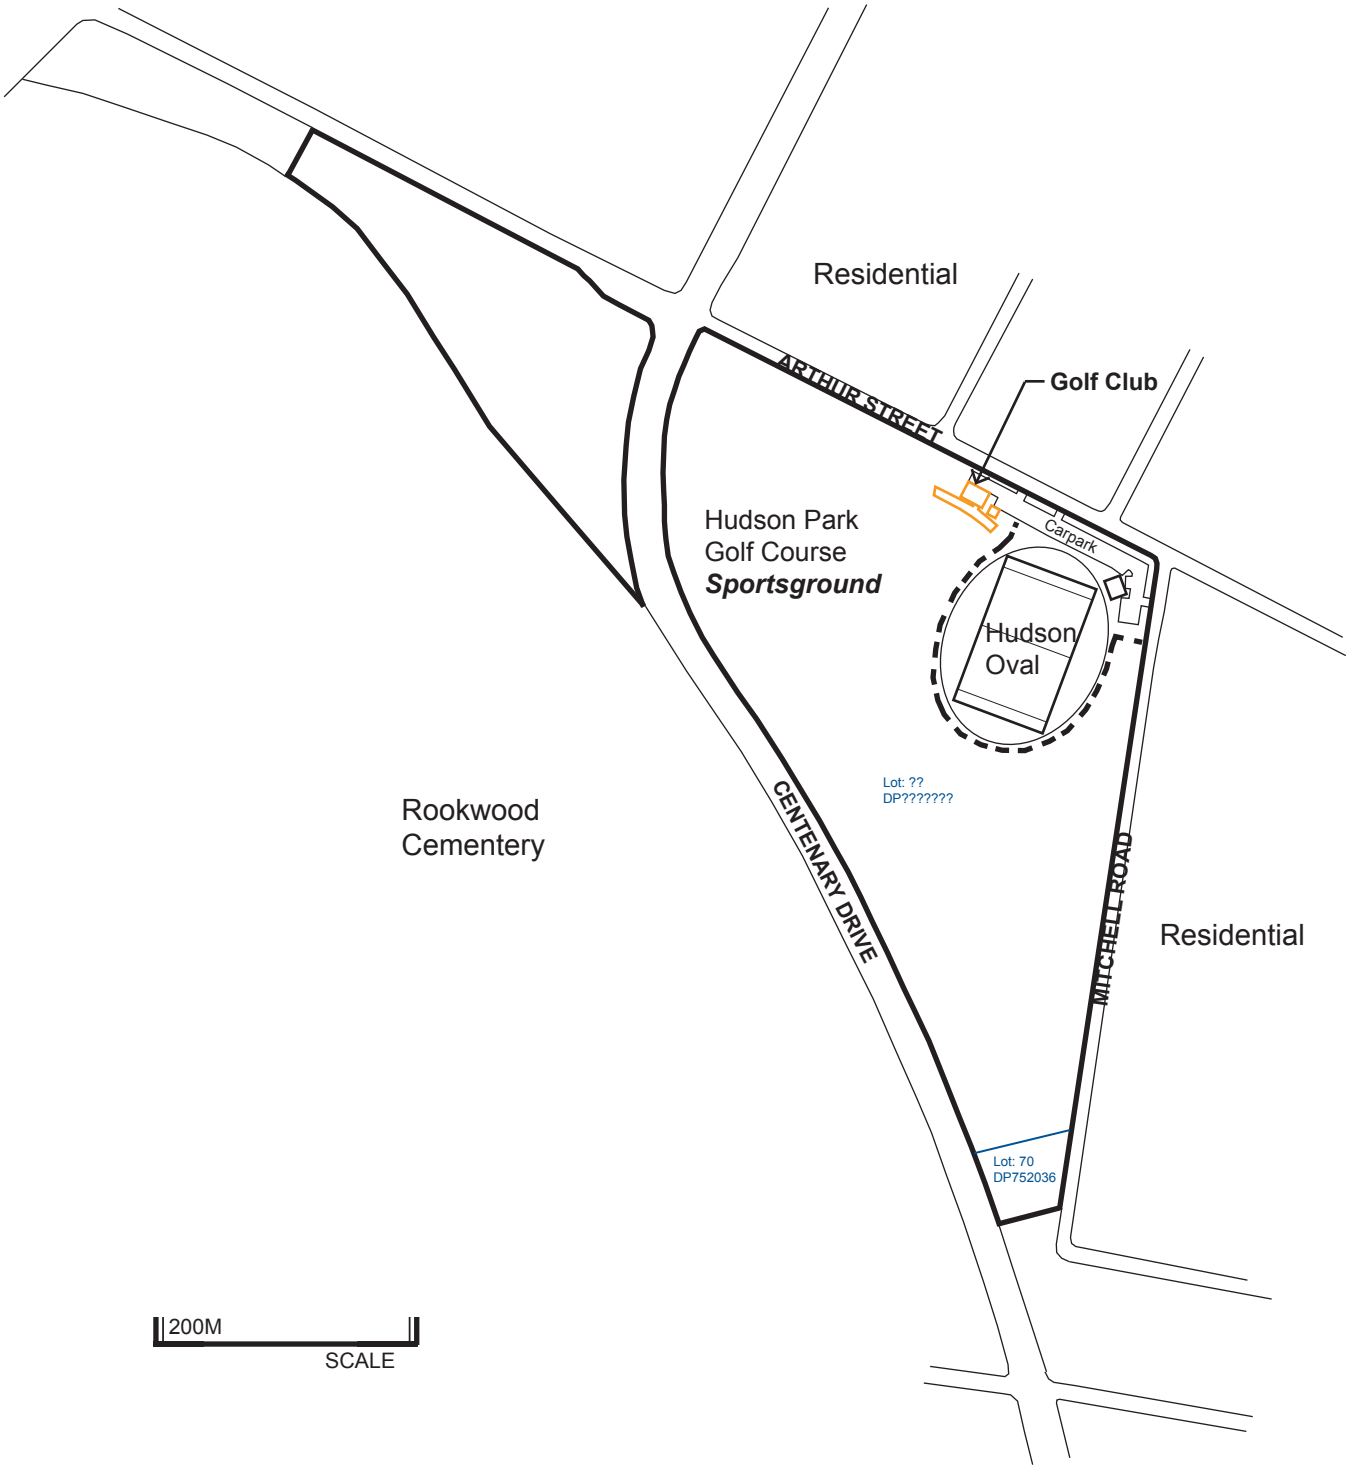 Residential
ARTHUR STREET
Golf Club
Hudson Park
Golf Course
Sportsground
Carpark
Hudson
Oval
Lot: ??
DP???????
Rookwood
Cementery
CENTENARY DRIVE
MITCHELL ROAD
Residential
Lot: 70
DP752036
200M
SCALE